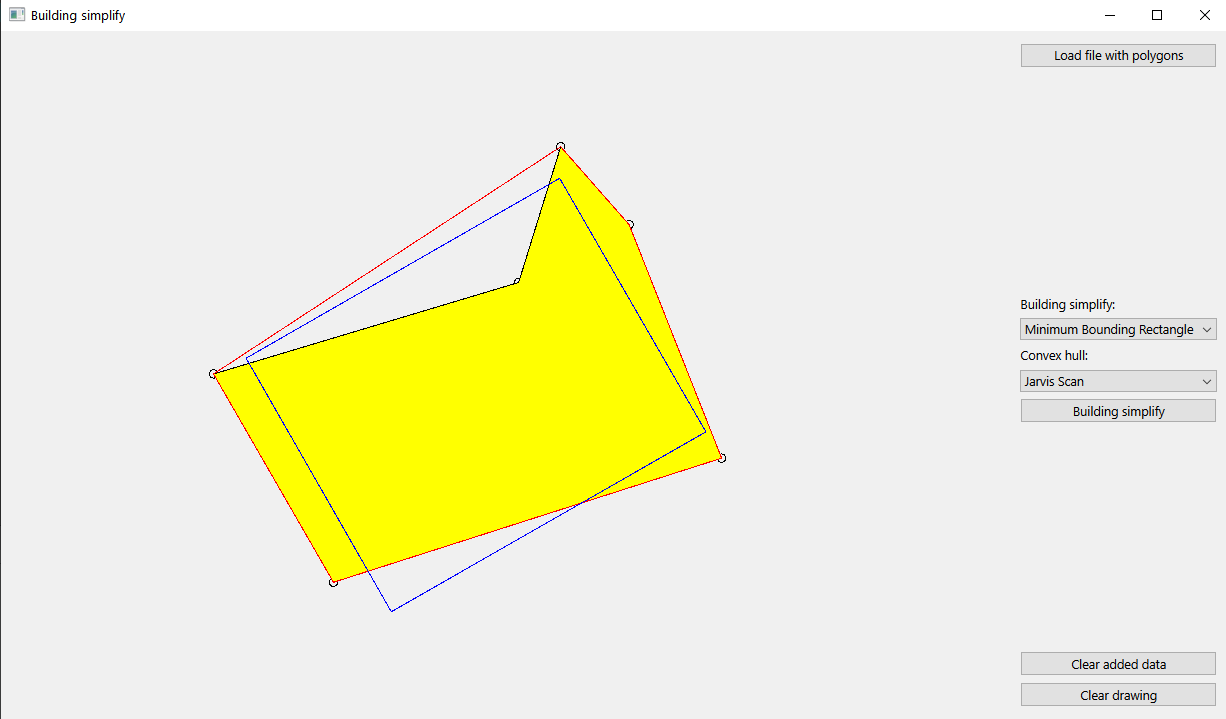 Building simplify
Load file with polygons
Building simplify:
Minimum Bounding Rectangle
Convex hull:
Jarvis Scan
Building simplify
Clear added data
Clear drawing